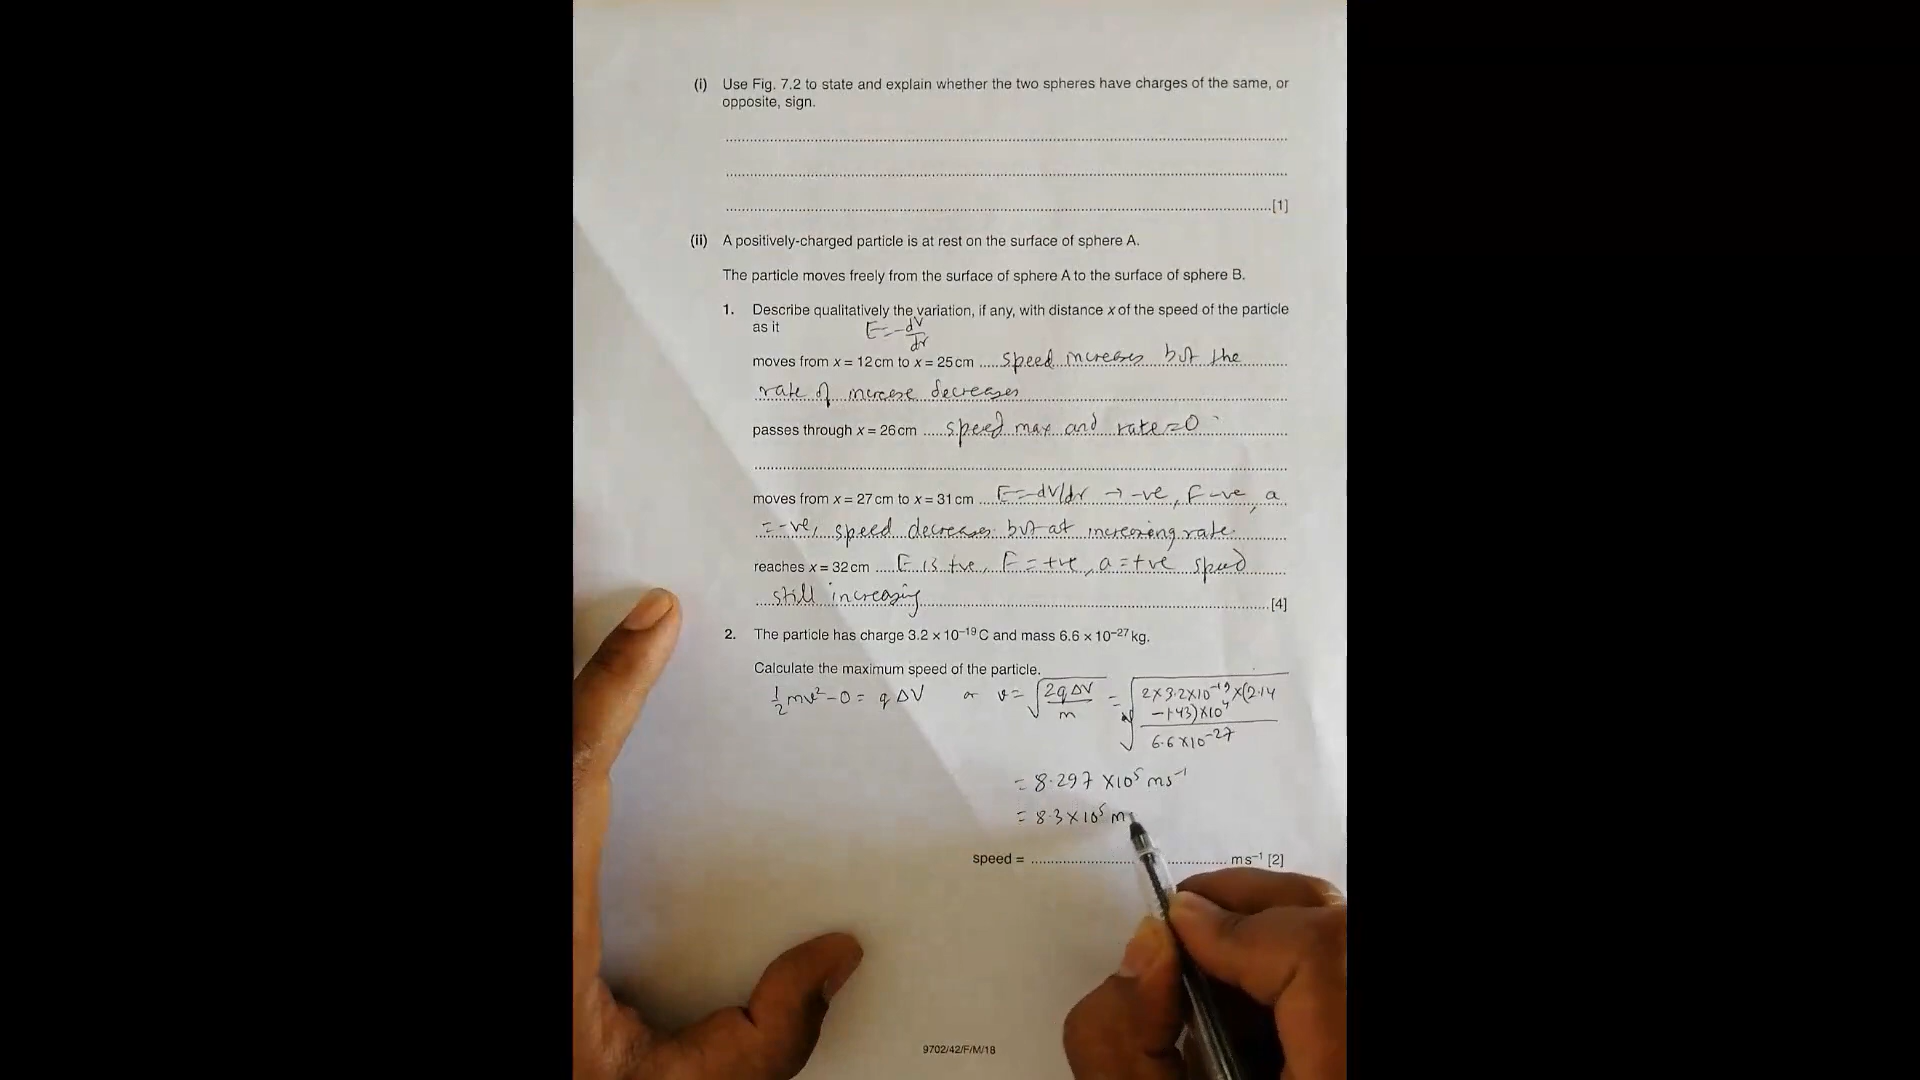 (i) Use Fig. 7.2 to state and explain whether the two spheres have charges of the same, or
opposite, sign.
[1]
(ii) A positively-charged particle is at rest on the surface of sphere A.
The particle moves freely from the surface of sphere A to the surface of sphere B.
1. Describe qualitatively the variation, if any, with distance x of the speed of the particle
as it E=-dV/dr
moves from x = 12 cm to x = 25 cm speed increases but the
rate of increase decreases
passes through x = 26 cm speed max and rate=0
moves from x = 27 cm to x = 31 cm E=-dV/dr → -ve, F -ve, a
= -ve, speed decreases but at increasing rate.
reaches x = 32 cm E is +ve, F = +ve, a = +ve speed
still increasing [4]
2. The particle has charge 3.2 × 10⁻¹⁹ C and mass 6.6 × 10⁻²⁷ kg.
Calculate the maximum speed of the particle.
½mv² - 0 = qΔV or v = √(2qΔV/m) = √(2×3.2×10⁻¹⁹×(2.14
-1.43)×10⁴
6.6×10⁻²⁷
= 8.297 ×10⁵ ms⁻¹
= 8.3×10⁵ m
speed = m s⁻¹ [2]
9702/42/F/M/18